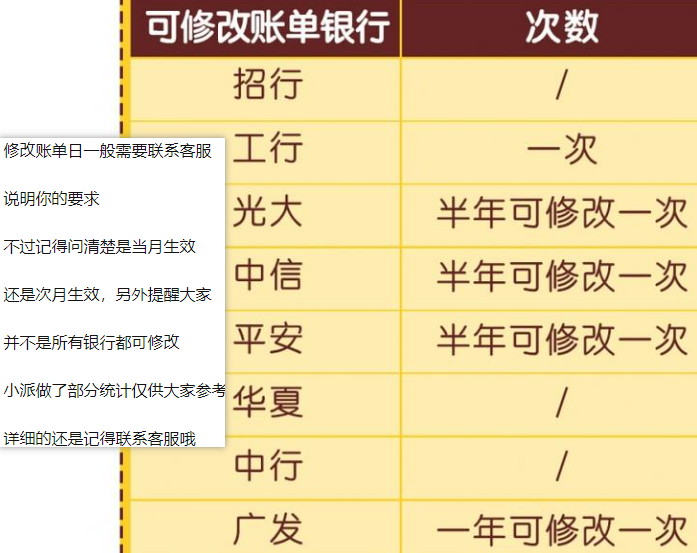 可修改账单银行 次数
招行 /
工行 一次
光大 半年可修改一次
中信 半年可修改一次
平安 半年可修改一次
华夏 /
中行 /
广发 一年可修改一次
修改账单日一般需要联系客服
说明你的要求
不过记得问清楚是当月生效
还是次月生效，另外提醒大家
并不是所有银行都可修改
小派做了部分统计仅供大家参考
详细的还是记得联系客服哦